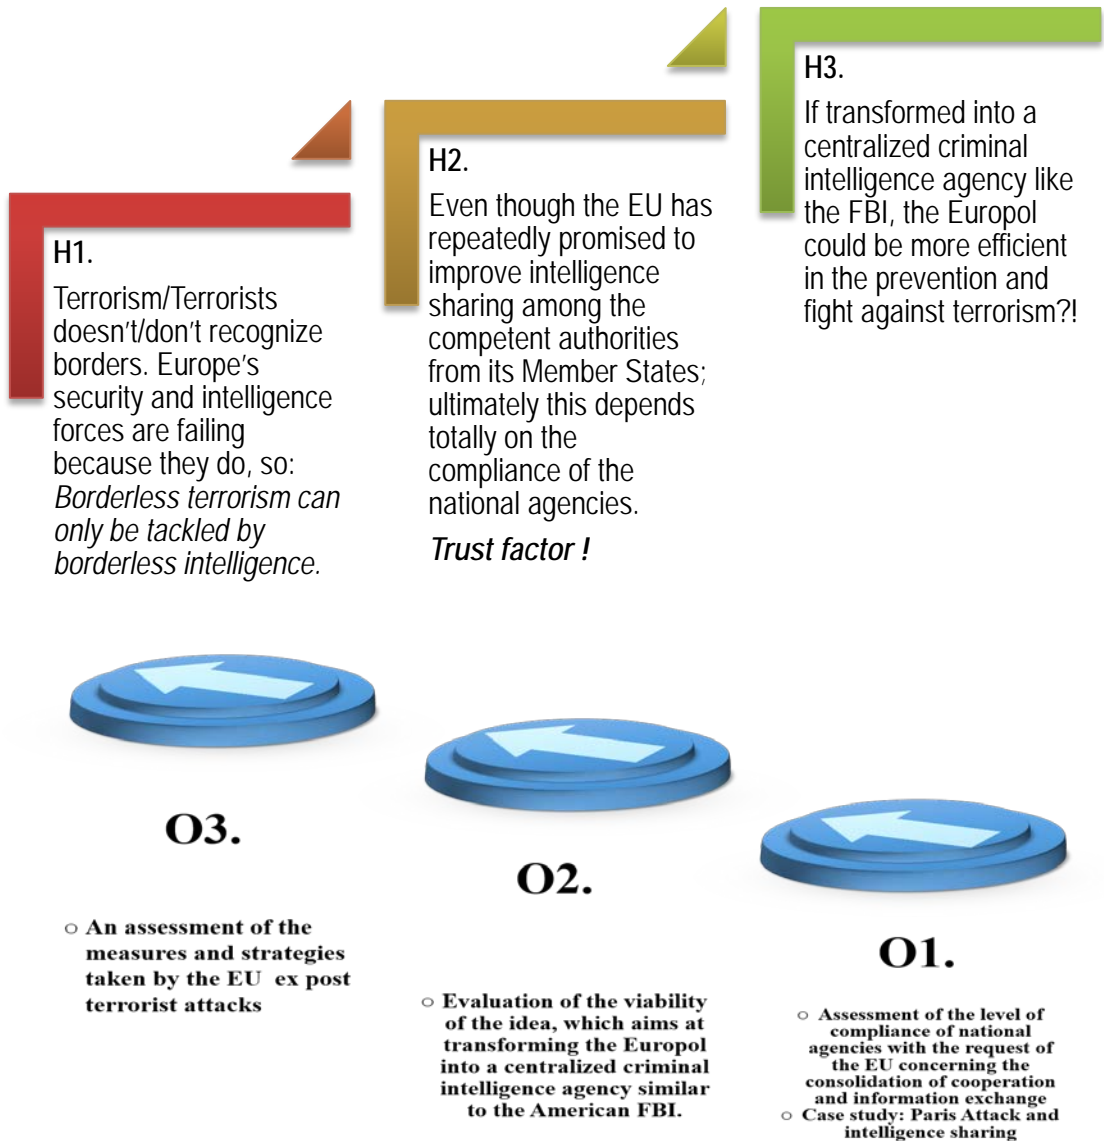 H1.
Terrorism/Terrorists
doesn't/don't recognize
borders. Europe's
security and intelligence
forces are failing
because they do, so:
Borderless terrorism can
only be tackled by
borderless intelligence.
H2.
Even though the EU has
repeatedly promised to
improve intelligence
sharing among the
competent authorities
from its Member States;
ultimately this depends
totally on the
compliance of the
national agencies.
Trust factor !
H3.
If transformed into a
centralized criminal
intelligence agency like
the FBI, the Europol
could be more efficient
in the prevention and
fight against terrorism?!
O3.
○ An assessment of the
measures and strategies
taken by the EU ex post
terrorist attacks
O2.
○ Evaluation of the viability
of the idea, which aims at
transforming the Europol
into a centralized criminal
intelligence agency similar
to the American FBI.
O1.
○ Assessment of the level of
compliance of national
agencies with the request of
the EU concerning the
consolidation of cooperation
and information exchange
○ Case study: Paris Attack and
intelligence sharing